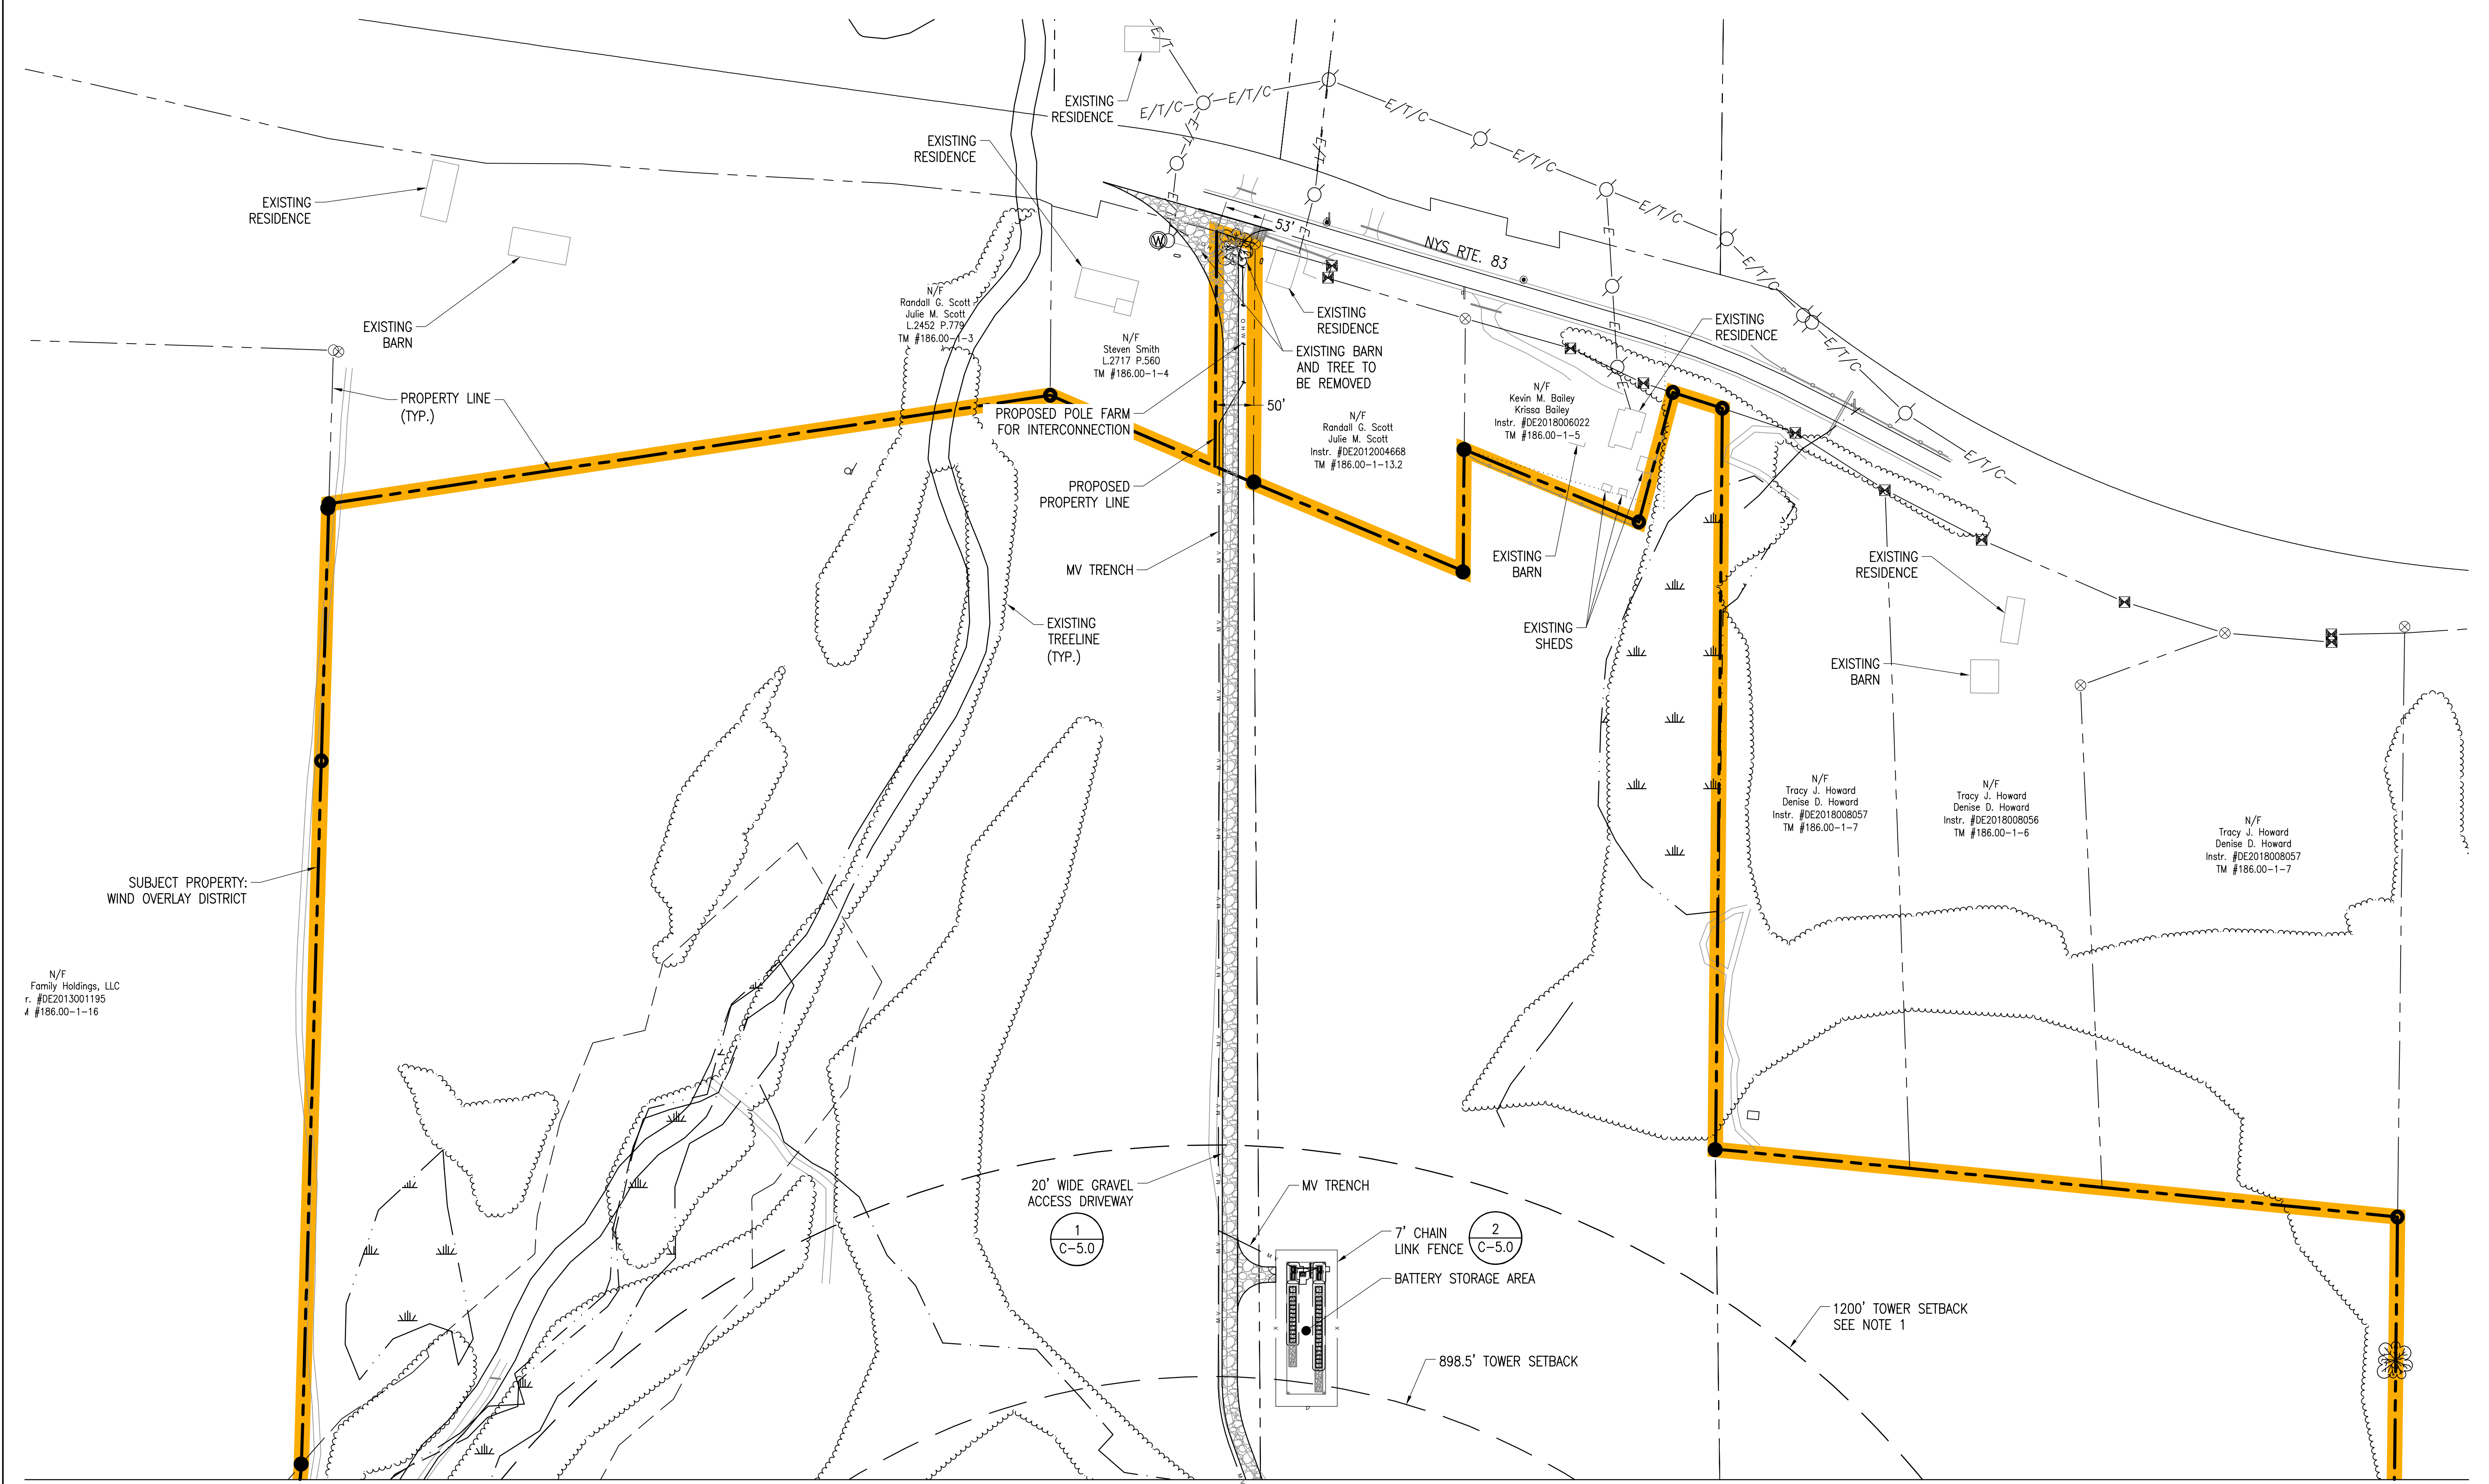 EXISTING
RESIDENCE
EXISTING
RESIDENCE
E/T
E/T/C
E/T/C
E/T/C
E/T/C
E/T/C
E/T/C
E/T/C
E/T/C
EXISTING
RESIDENCE
EXISTING
BARN
W
53'
NYS RTE. 83
N/F
Randall G. Scott
Julie M. Scott
L.2452 P.779
TM #186.00-1-3
N/F
Steven Smith
L.2717 P.560
TM #186.00-1-4
OHW
EXISTING
RESIDENCE
EXISTING BARN
AND TREE TO
BE REMOVED
EXISTING
RESIDENCE
PROPERTY LINE
(TYP.)
PROPOSED POLE FARM
FOR INTERCONNECTION
50'
N/F
Randall G. Scott
Julie M. Scott
Instr. #DE2012004668
TM #186.00-1-13.2
N/F
Kevin M. Bailey
Krissa Bailey
Instr. #DE2018006022
TM #186.00-1-5
PROPOSED
PROPERTY LINE
MV TRENCH
EXISTING
BARN
EXISTING
SHEDS
EXISTING
RESIDENCE
EXISTING
BARN
EXISTING
TREELINE
(TYP.)
N/F
Tracy J. Howard
Denise D. Howard
Instr. #DE2018008057
TM #186.00-1-7
N/F
Tracy J. Howard
Denise D. Howard
Instr. #DE2018008056
TM #186.00-1-6
N/F
Tracy J. Howard
Denise D. Howard
Instr. #DE2018008057
TM #186.00-1-7
SUBJECT PROPERTY:
WIND OVERLAY DISTRICT
N/F
Family Holdings, LLC
r. #DE2013001195
#186.00-1-16
20' WIDE GRAVEL
ACCESS DRIVEWAY
1
C-5.0
MV TRENCH
7' CHAIN
LINK FENCE
2
C-5.0
BATTERY STORAGE AREA
1200' TOWER SETBACK
SEE NOTE 1
898.5' TOWER SETBACK